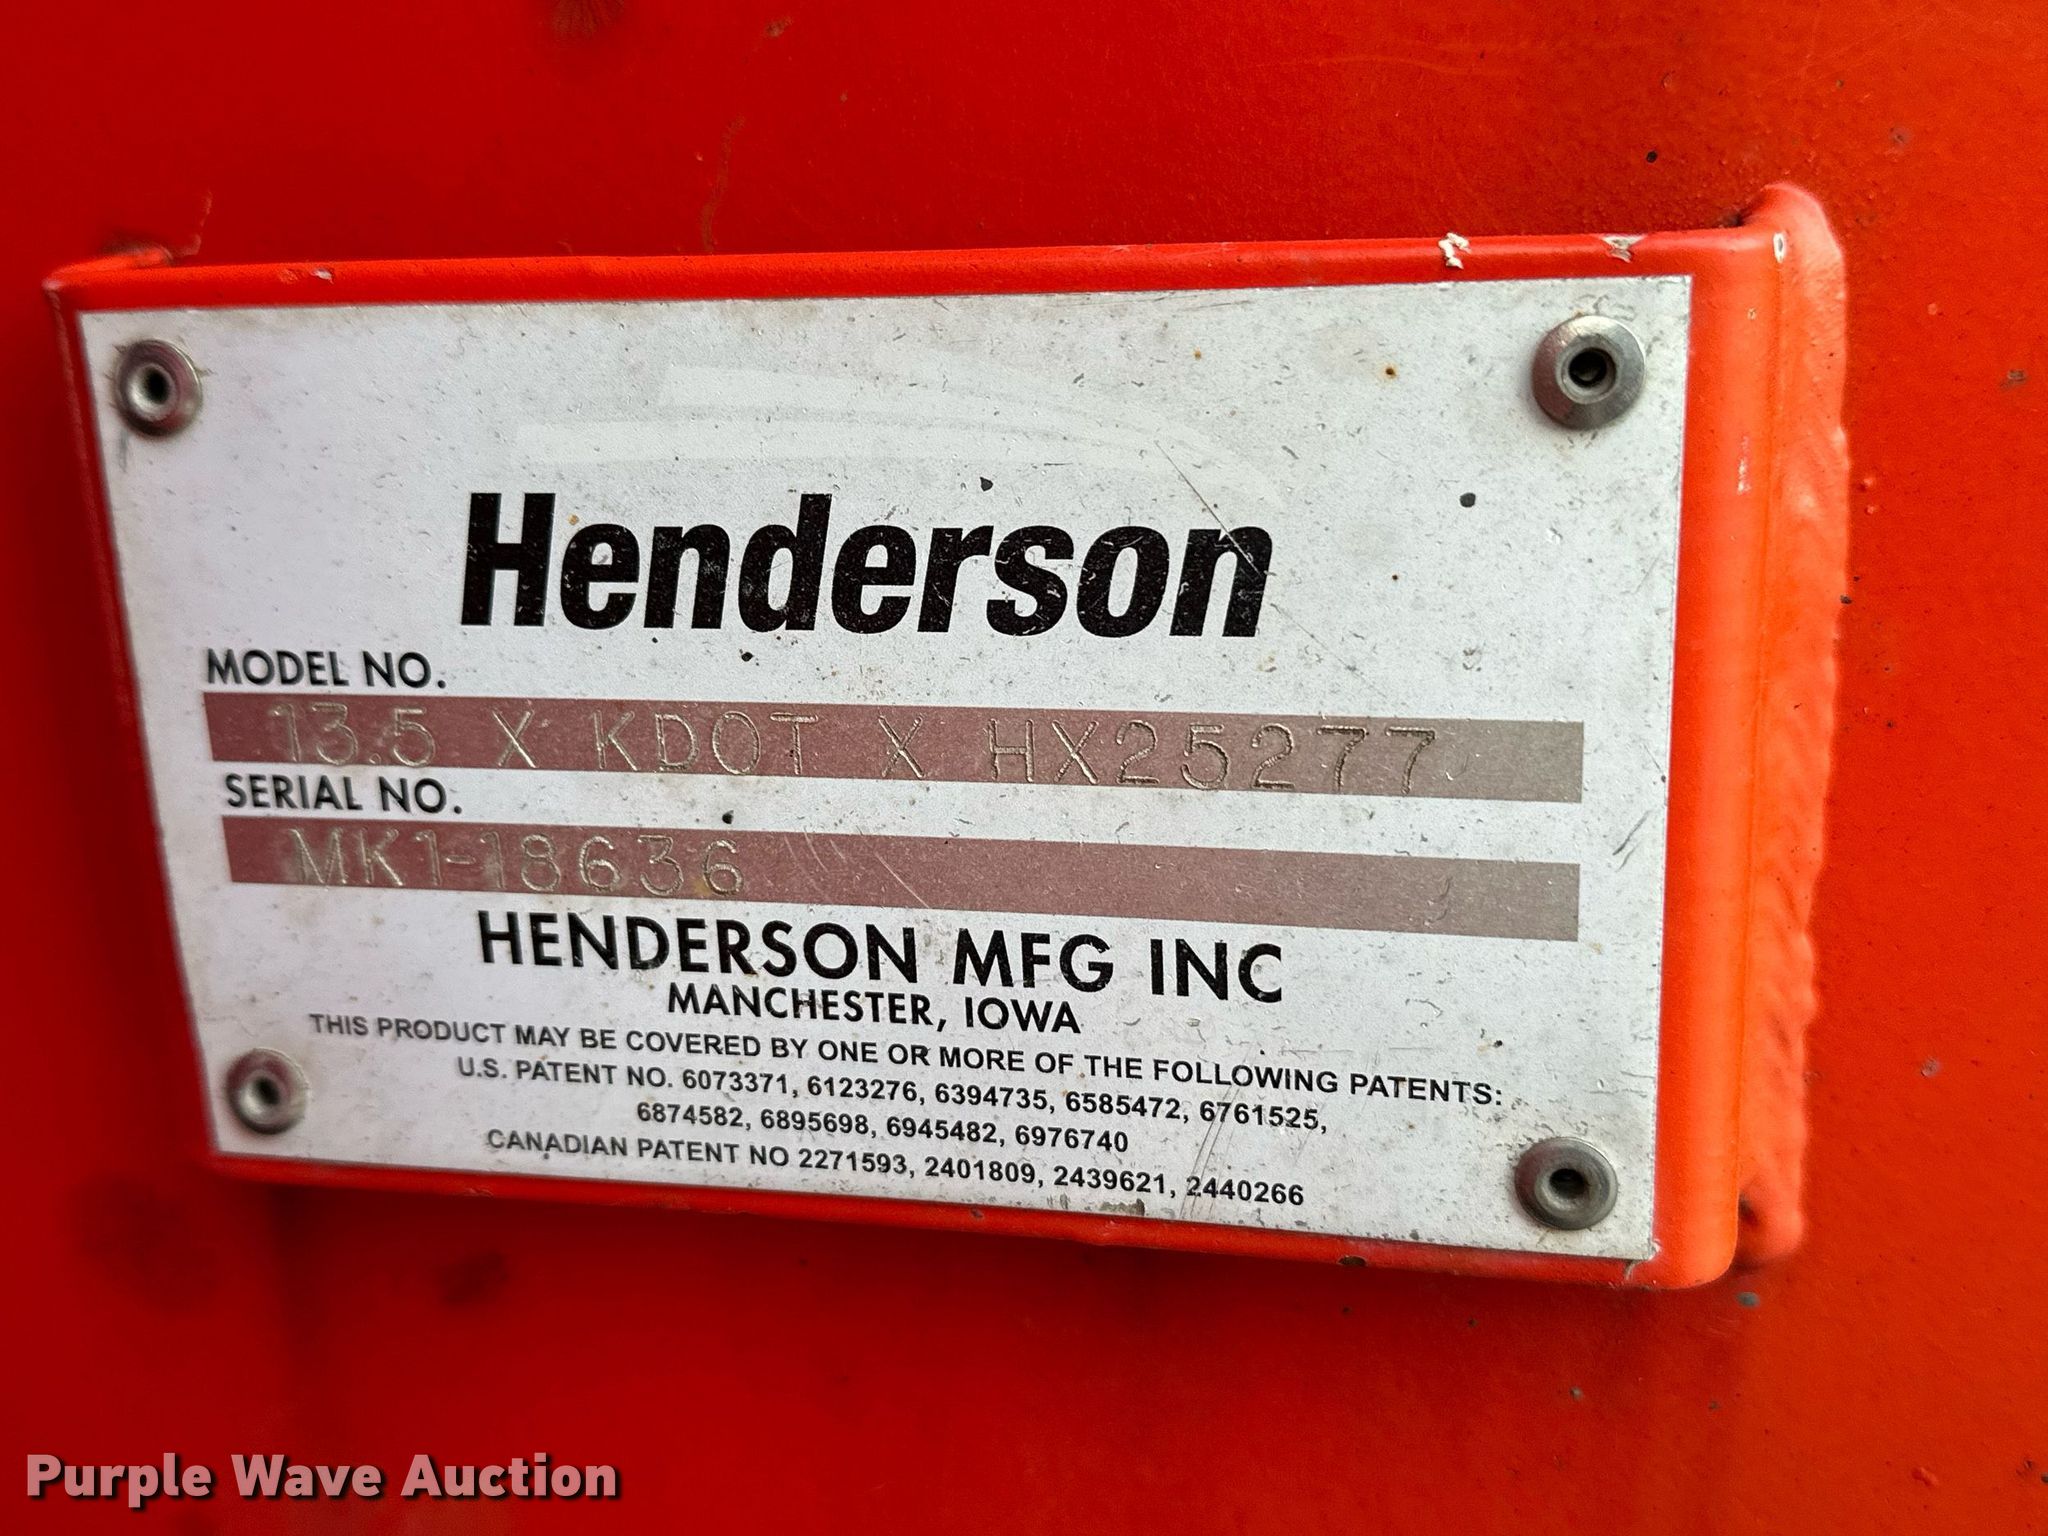 Henderson
MODEL NO.
13.5 X KDOT X HX25277
SERIAL NO.
MK1-18636
HENDERSON MFG INC
MANCHESTER, IOWA
THIS PRODUCT MAY BE COVERED BY ONE OR MORE OF THE FOLLOWING PATENTS:
U.S. PATENT NO. 6073371, 6123276, 6394735, 6585472, 6761525,
6874582, 6895698, 6945482, 6976740
CANADIAN PATENT NO 2271593, 2401809, 2439621, 2440266
Purple Wave Auction